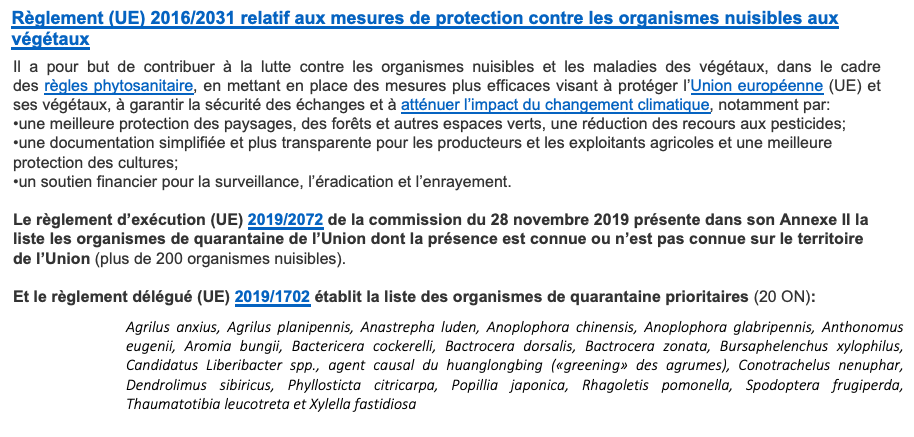 Règlement (UE) 2016/2031 relatif aux mesures de protection contre les organismes nuisibles aux
végétaux
Il a pour but de contribuer à la lutte contre les organismes nuisibles et les maladies des végétaux, dans le cadre
des règles phytosanitaire, en mettant en place des mesures plus efficaces visant à protéger l’Union européenne (UE) et
ses végétaux, à garantir la sécurité des échanges et à atténuer l’impact du changement climatique, notamment par:
•une meilleure protection des paysages, des forêts et autres espaces verts, une réduction des recours aux pesticides;
•une documentation simplifiée et plus transparente pour les producteurs et les exploitants agricoles et une meilleure
protection des cultures;
•un soutien financier pour la surveillance, l’éradication et l’enrayement.
Le règlement d’exécution (UE) 2019/2072 de la commission du 28 novembre 2019 présente dans son Annexe II la
liste les organismes de quarantaine de l’Union dont la présence est connue ou n’est pas connue sur le territoire
de l’Union (plus de 200 organismes nuisibles).
Et le règlement délégué (UE) 2019/1702 établit la liste des organismes de quarantaine prioritaires (20 ON):
Agrilus anxius, Agrilus planipennis, Anastrepha luden, Anoplophora chinensis, Anoplophora glabripennis, Anthonomus
eugenii, Aromia bungii, Bactericera cockerelli, Bactrocera dorsalis, Bactrocera zonata, Bursaphelenchus xylophilus,
Candidatus Liberibacter spp., agent causal du huanglongbing («greening» des agrumes), Conotrachelus nenuphar,
Dendrolimus sibiricus, Phyllosticta citricarpa, Popillia japonica, Rhagoletis pomonella, Spodoptera frugiperda,
Thaumatotibia leucotreta et Xylella fastidiosa